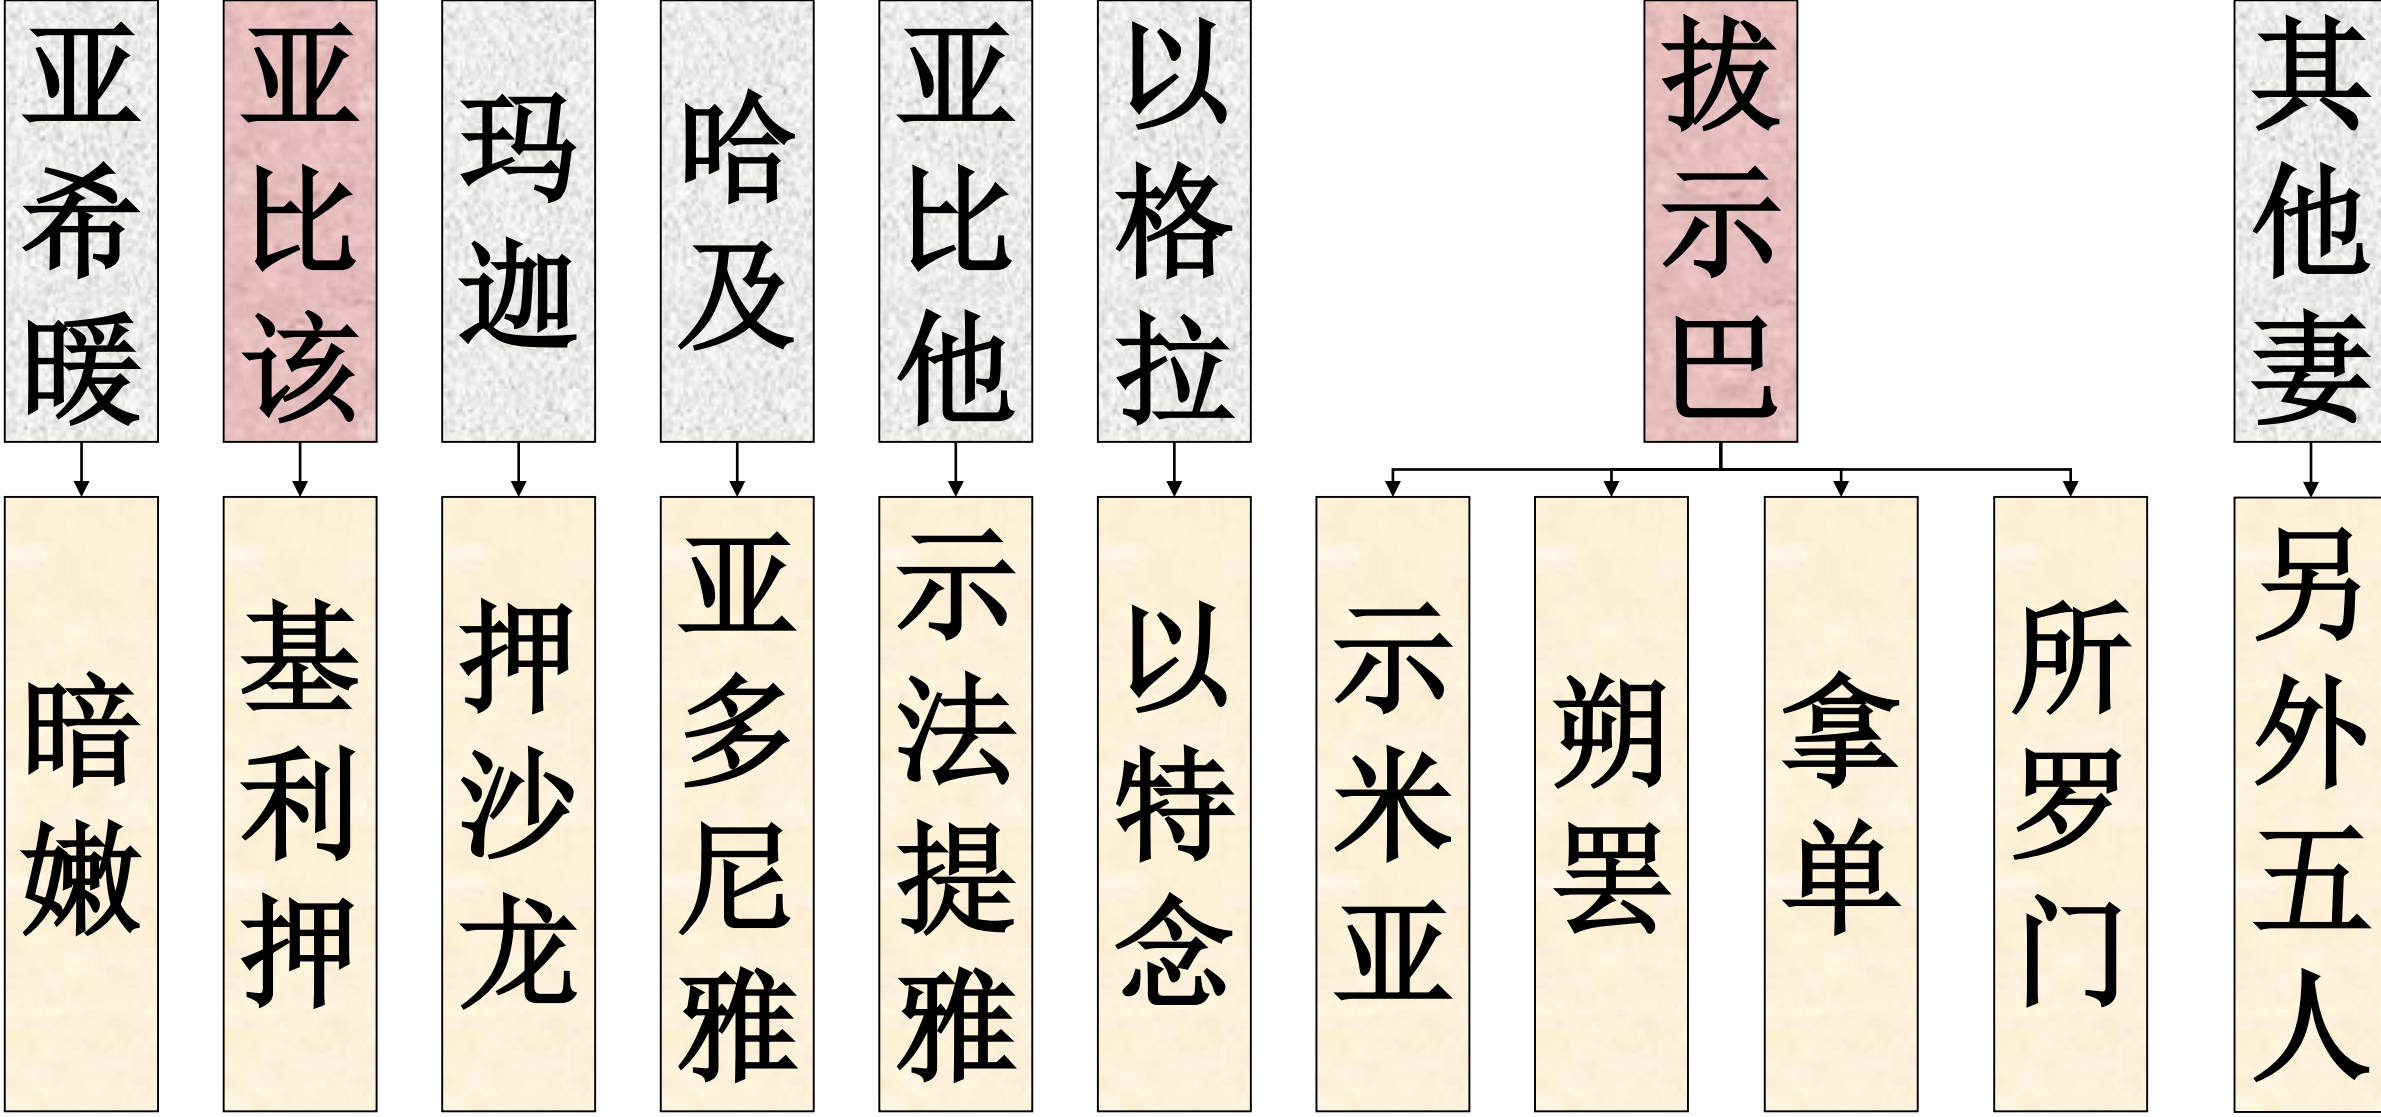 亚希暖
亚比该
玛迦
哈及
亚比他
以格拉
拔示巴
其他妻
暗嫩
基利押
押沙龙
亚多尼雅
示法提雅
以特念
示米亚
朔罢
拿单
所罗门
另外五人